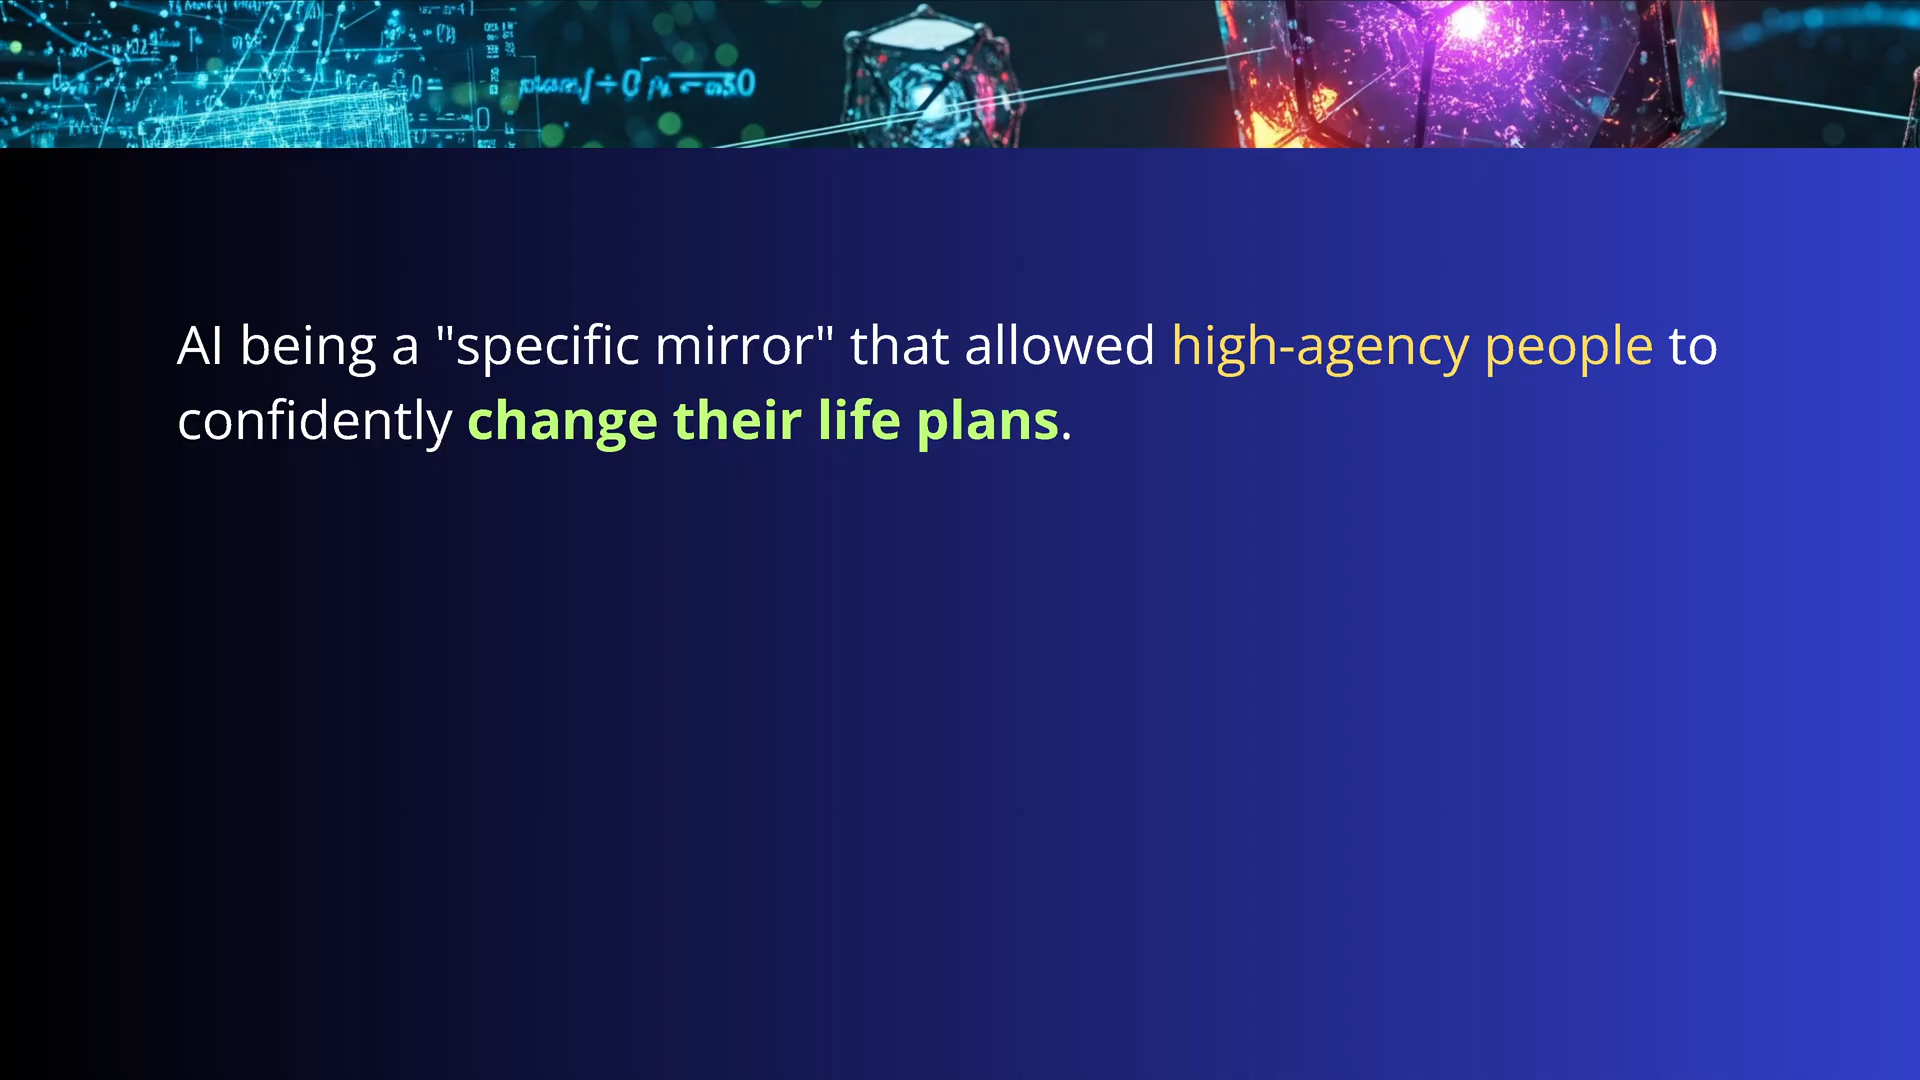 AI being a "specific mirror" that allowed high-agency people to
confidently change their life plans.